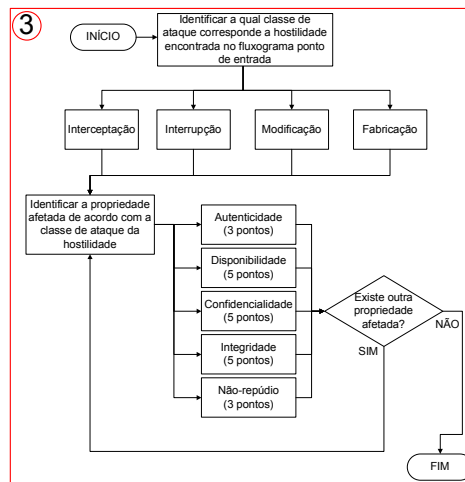 3
INÍCIO
Identificar a qual classe de
ataque corresponde a hostilidade
encontrada no fluxograma ponto
de entrada
Interceptação
Interrupção
Modificação
Fabricação
Identificar a propriedade
afetada de acordo com a
classe de ataque da
hostilidade
Autenticidade
(3 pontos)
Disponibilidade
(5 pontos)
Confidencialidade
(5 pontos)
Integridade
(5 pontos)
Não-repúdio
(3 pontos)
Existe outra
propriedade
afetada?
NÃO
SIM
FIM